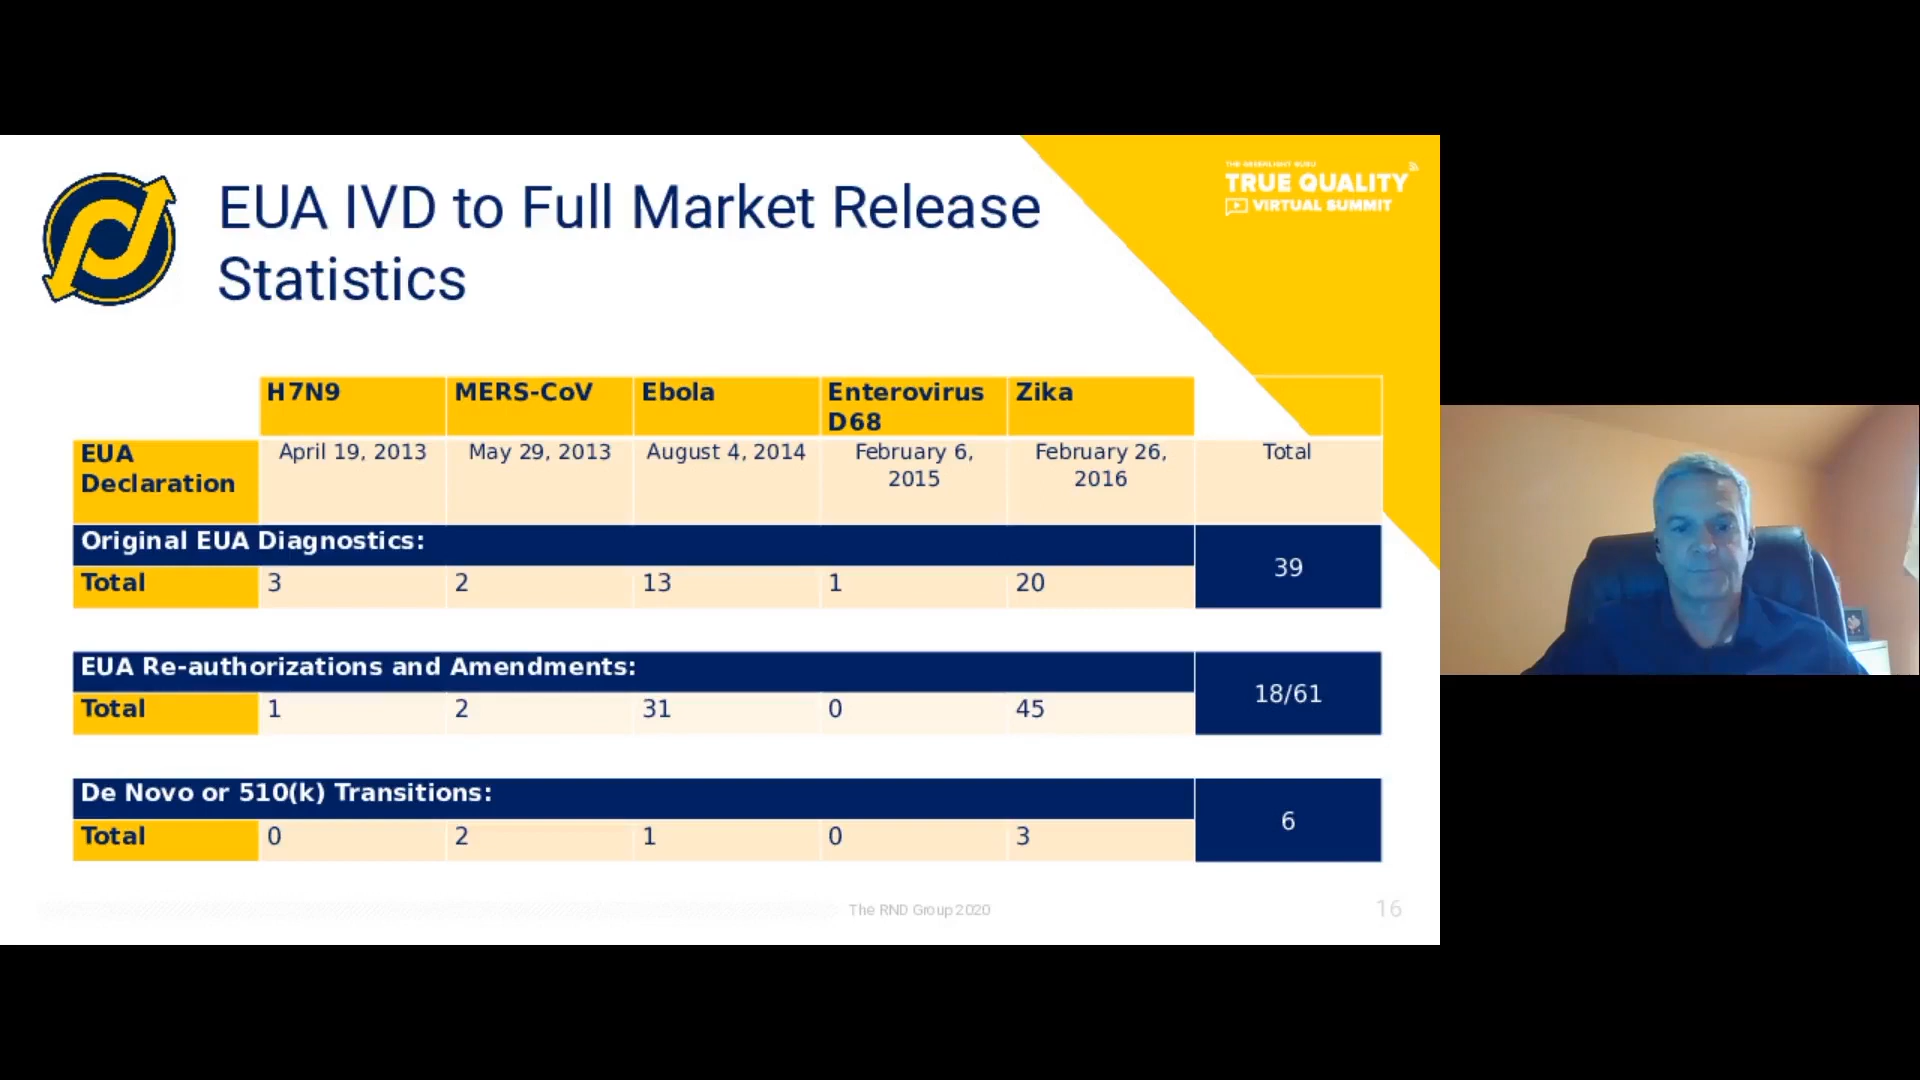 THE GREENLIGHT GURU
TRUE QUALITY
VIRTUAL SUMMIT
EUA IVD to Full Market Release
Statistics
H7N9 MERS-CoV Ebola Enterovirus D68 Zika
EUA Declaration April 19, 2013 May 29, 2013 August 4, 2014 February 6, 2015 February 26, 2016 Total
Original EUA Diagnostics: 39
Total 3 2 13 1 20
EUA Re-authorizations and Amendments: 18/61
Total 1 2 31 0 45
De Novo or 510(k) Transitions: 6
Total 0 2 1 0 3
The RND Group 2020 16